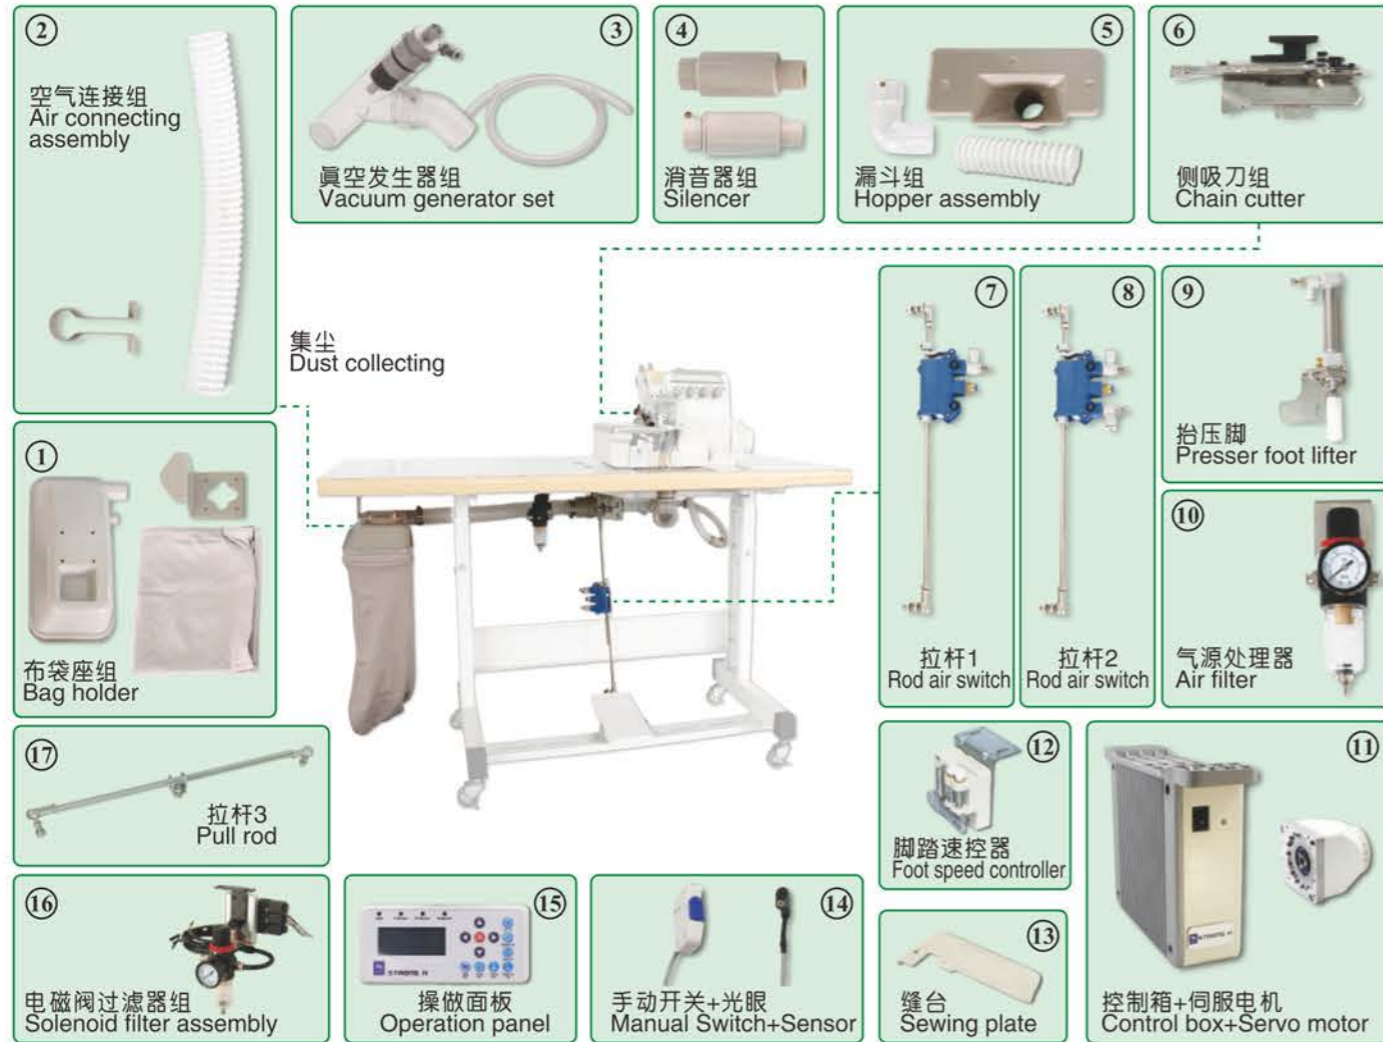 ②
空气连接组
Air connecting
assembly
③
眞空发生器组
Vacuum generator set
④
消音器组
Silencer
⑤
漏斗组
Hopper assembly
⑥
侧吸刀组
Chain cutter
集尘
Dust collecting
①
布袋座组
Bag holder
⑦
拉杆1
Rod air switch
⑧
拉杆2
Rod air switch
⑨
抬压脚
Presser foot lifter
⑩
气源处理器
Air filter
⑰
拉杆3
Pull rod
⑫
脚踏速控器
Foot speed controller
⑪
STRONG H
控制箱+伺服电机
Control box+Servo motor
⑯
电磁阀过滤器组
Solenoid filter assembly
⑮
STRONG H
操做面板
Operation panel
⑭
手动开关+光眼
Manual Switch+Sensor
⑬
缝台
Sewing plate